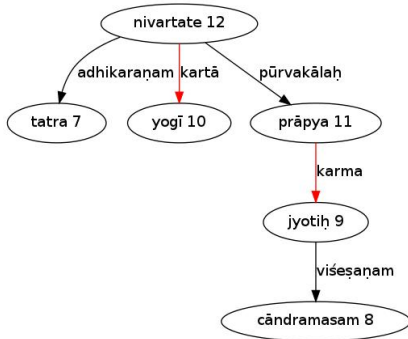 nivartate 12
adhikaraṇam kartā pūrvakālaḥ
tatra 7 yogī 10 prāpya 11
karma
jyotiḥ 9
viśeṣaṇam
cāndramasam 8